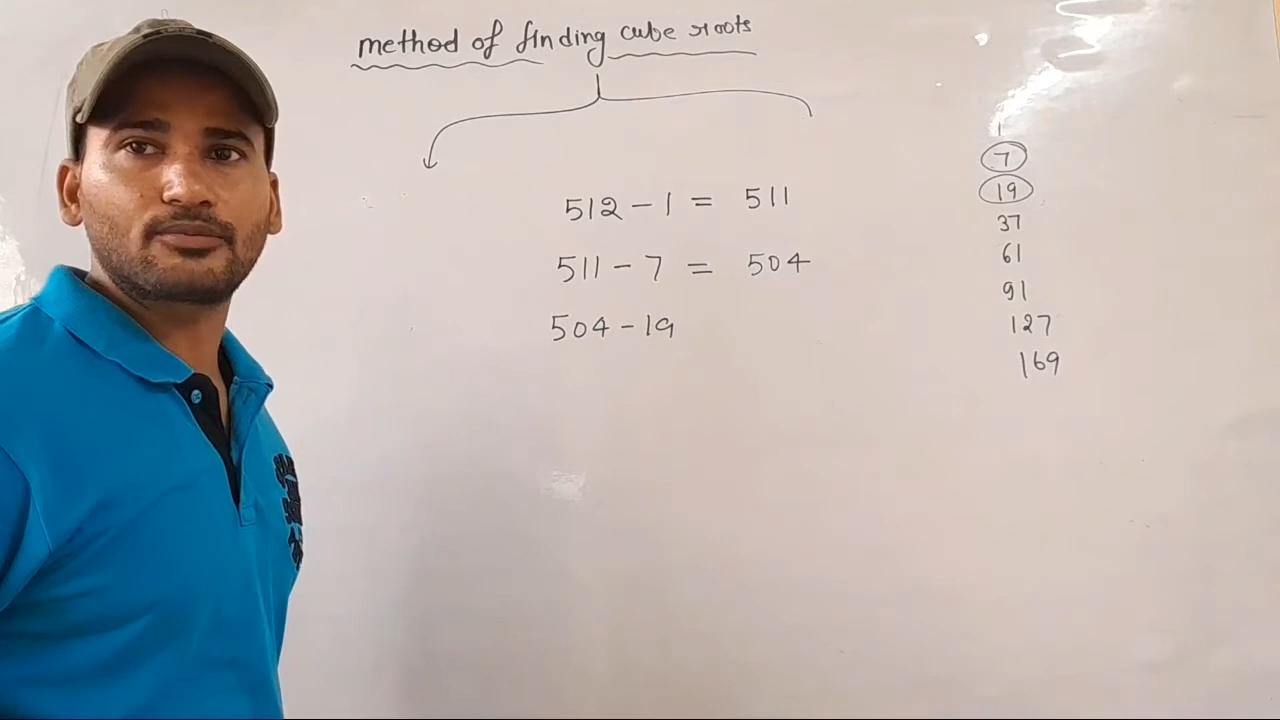 method of finding cube roots
512 - 1 = 511
511 - 7 = 504
504 - 19
1
7
19
37
61
91
127
169